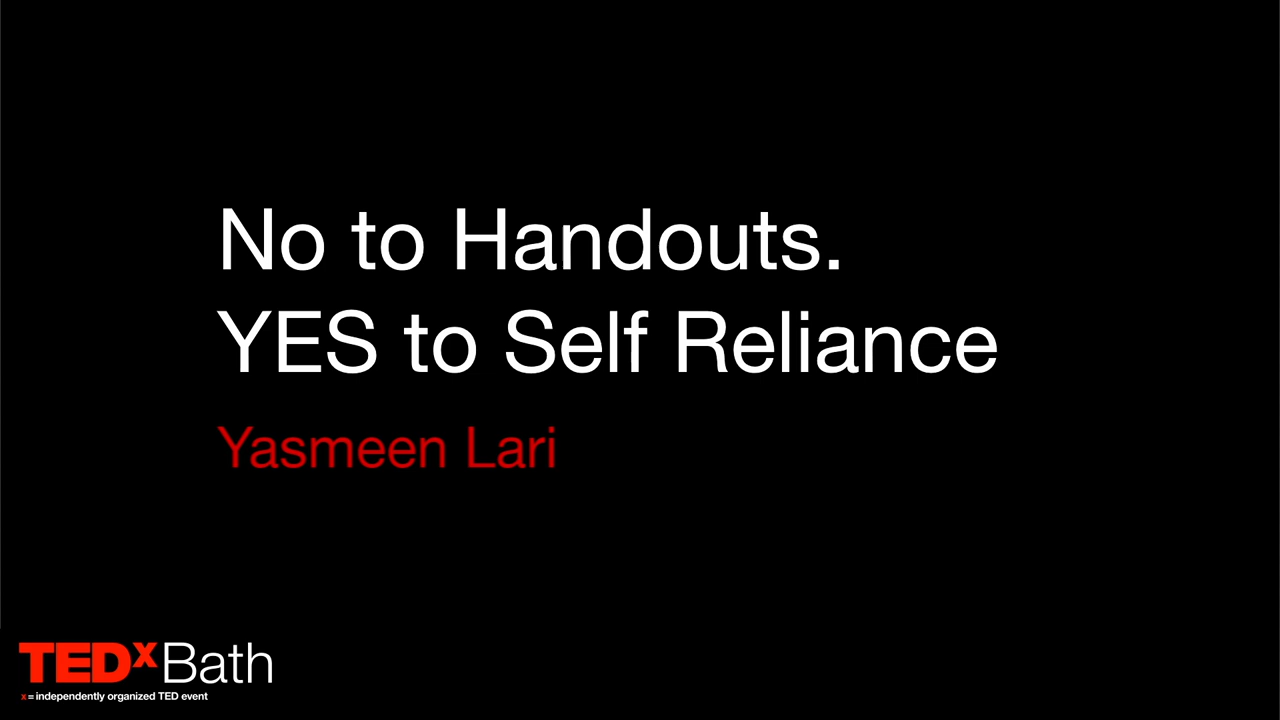 No to Handouts.
YES to Self Reliance
Yasmeen Lari
TEDxBath
x = independently organized TED event